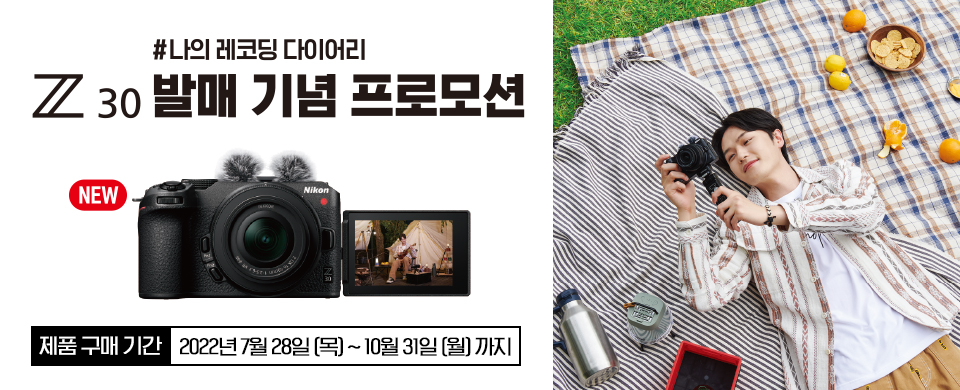 #나의 레코딩 다이어리
Z 30 발매 기념 프로모션
NEW
Nikon
Z
30
제품 구매 기간 2022년 7월 28일 (목) ~ 10월 31일 (월) 까지